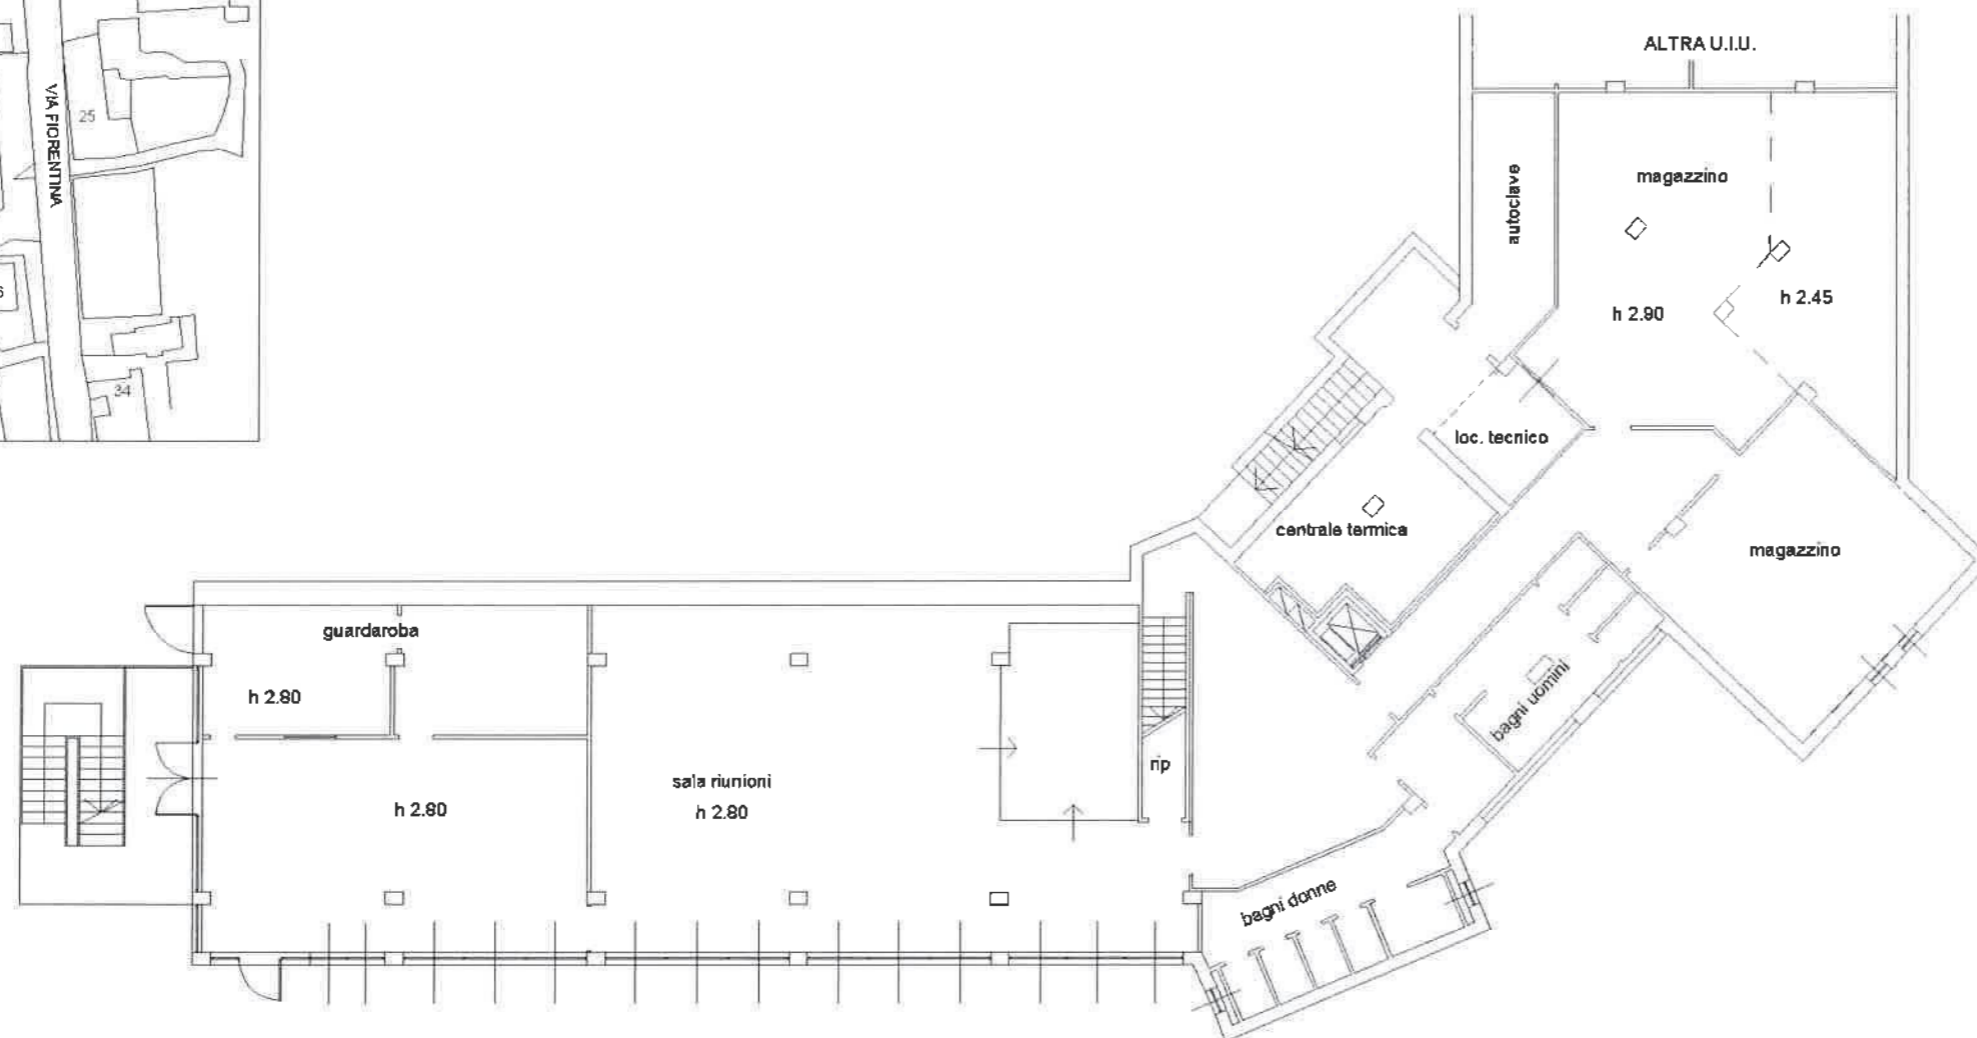 VIA FIORENTINA
25
6
34
ALTRA U.I.U.
autoclave
magazzino
h 2.90
h 2.45
loc. tecnico
centrale termica
magazzino
guardaroba
h 2.80
h 2.80
sala riunioni
h 2.80
rip
bagni uomini
bagni donne